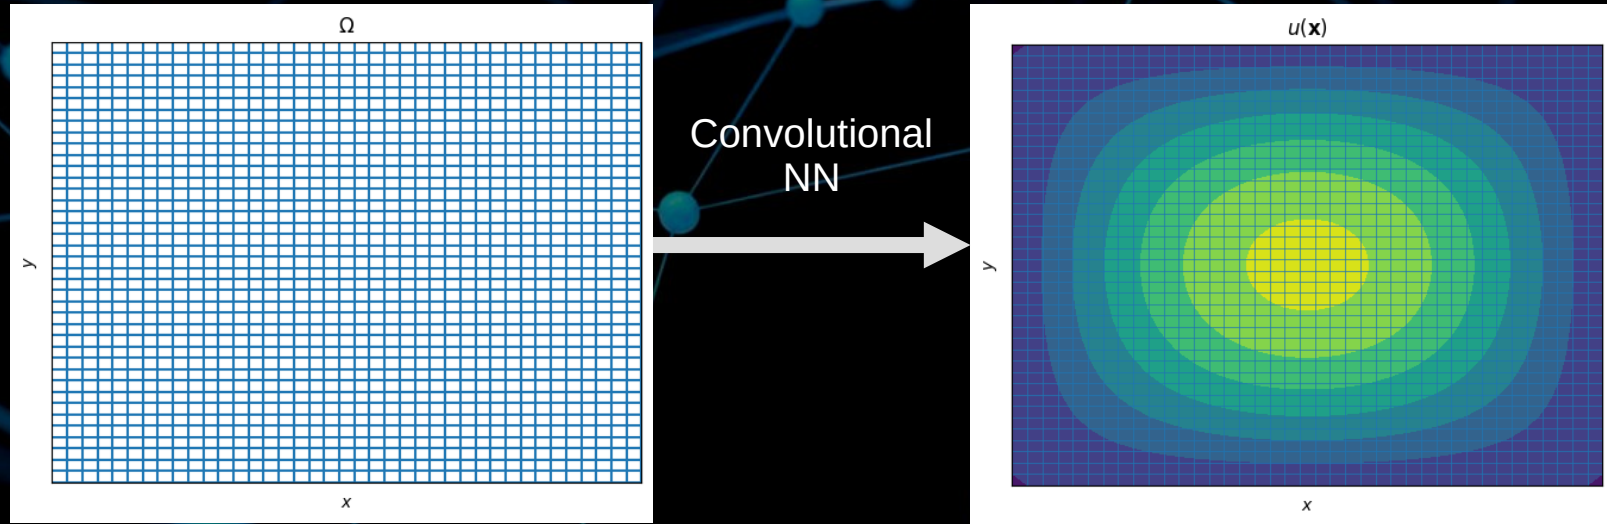 Ω
y
x
Convolutional
NN
u(x)
y
x